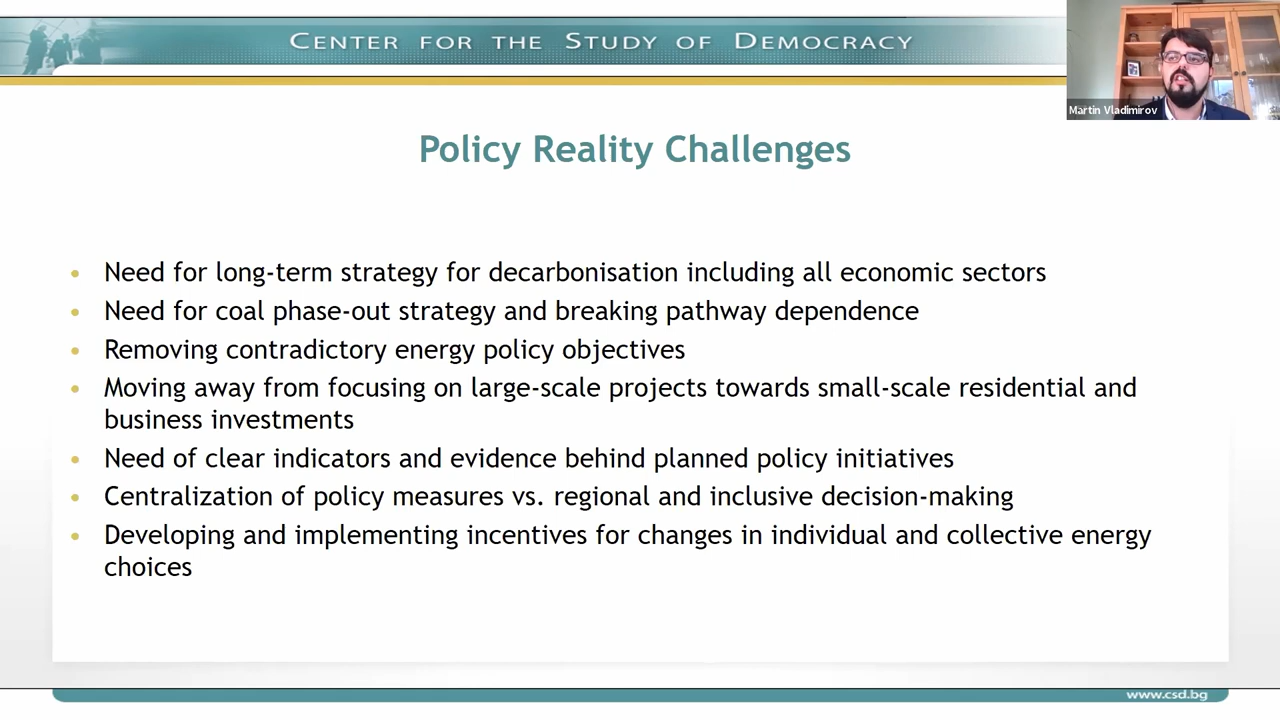 CENTER FOR THE STUDY OF DEMOCRACY
Martin Vladimirov
Policy Reality Challenges
• Need for long-term strategy for decarbonisation including all economic sectors
• Need for coal phase-out strategy and breaking pathway dependence
• Removing contradictory energy policy objectives
• Moving away from focusing on large-scale projects towards small-scale residential and
business investments
• Need of clear indicators and evidence behind planned policy initiatives
• Centralization of policy measures vs. regional and inclusive decision-making
• Developing and implementing incentives for changes in individual and collective energy
choices
www.csd.bg